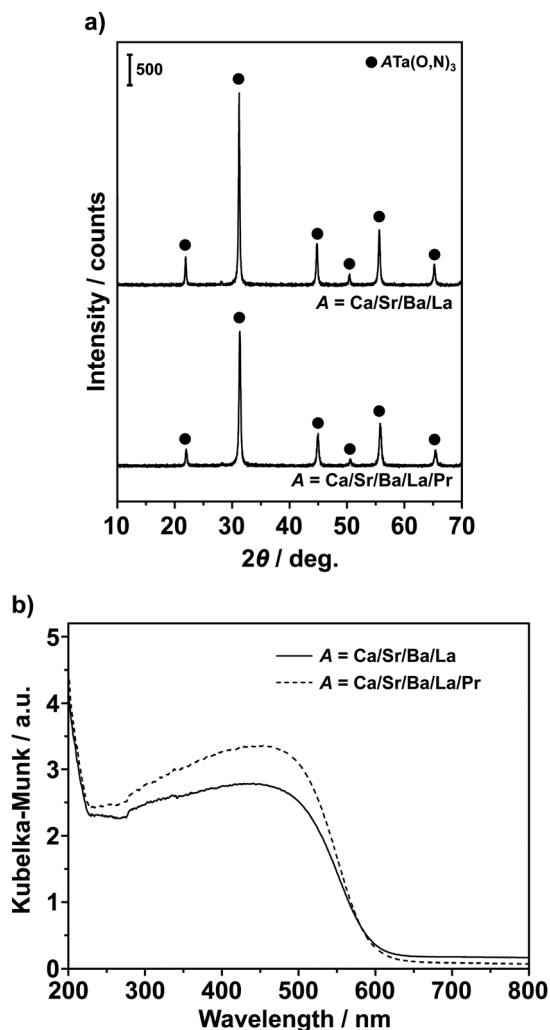 a)
500
● ATa(O,N)₃
Intensity / counts
A = Ca/Sr/Ba/La
A = Ca/Sr/Ba/La/Pr
10 20 30 40 50 60 70
2θ / deg.
b)
Kubelka-Munk / a.u.
5
4
3
2
1
0
A = Ca/Sr/Ba/La
A = Ca/Sr/Ba/La/Pr
200 300 400 500 600 700 800
Wavelength / nm